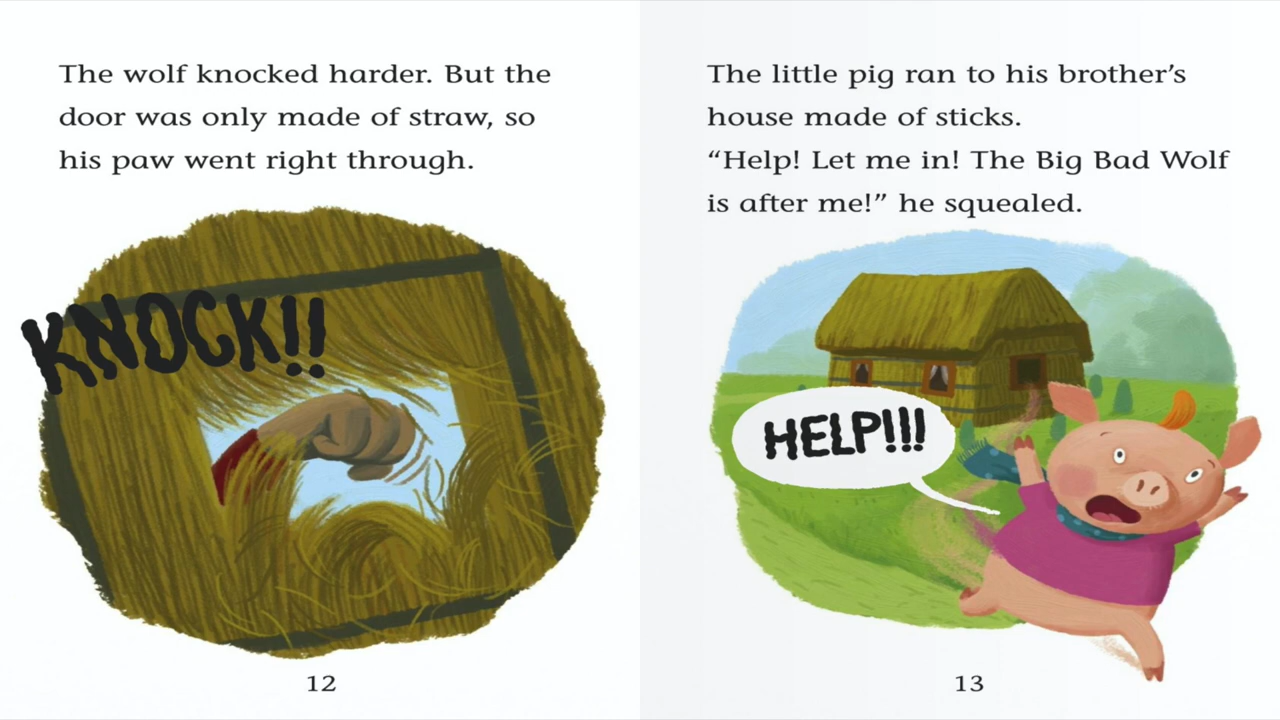 The wolf knocked harder. But the
door was only made of straw, so
his paw went right through.
KNOCK!!
12
The little pig ran to his brother’s
house made of sticks.
“Help! Let me in! The Big Bad Wolf
is after me!” he squealed.
HELP!!!
13